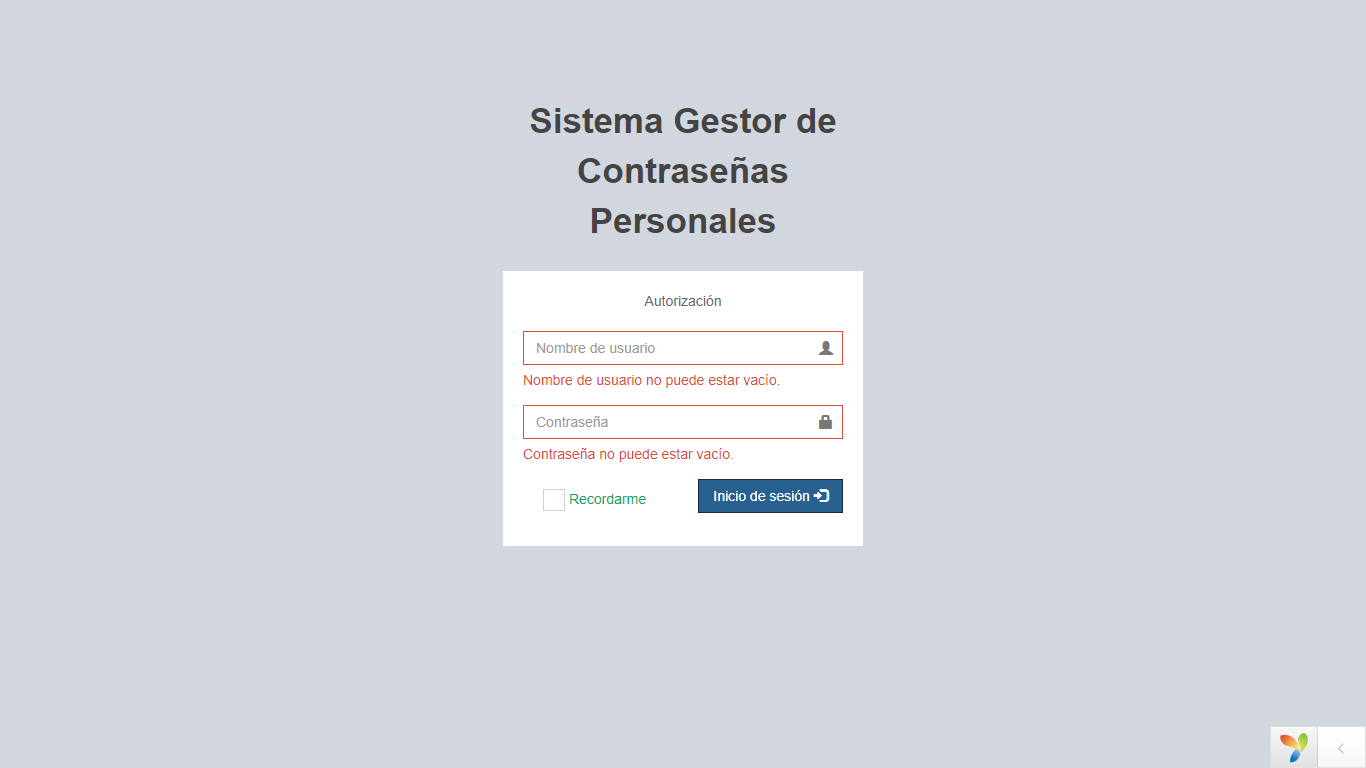 Sistema Gestor de
Contraseñas
Personales
Autorización
Nombre de usuario
Nombre de usuario no puede estar vacío.
Contraseña
Contraseña no puede estar vacío.
Recordarme
Inicio de sesión